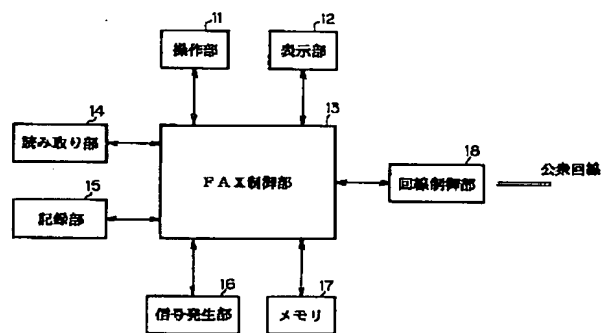 11
操作部
12
表示部
13
FAX制御部
14
読み取り部
15
記録部
16
信号発生部
17
メモリ
18
回線制御部
公衆回線